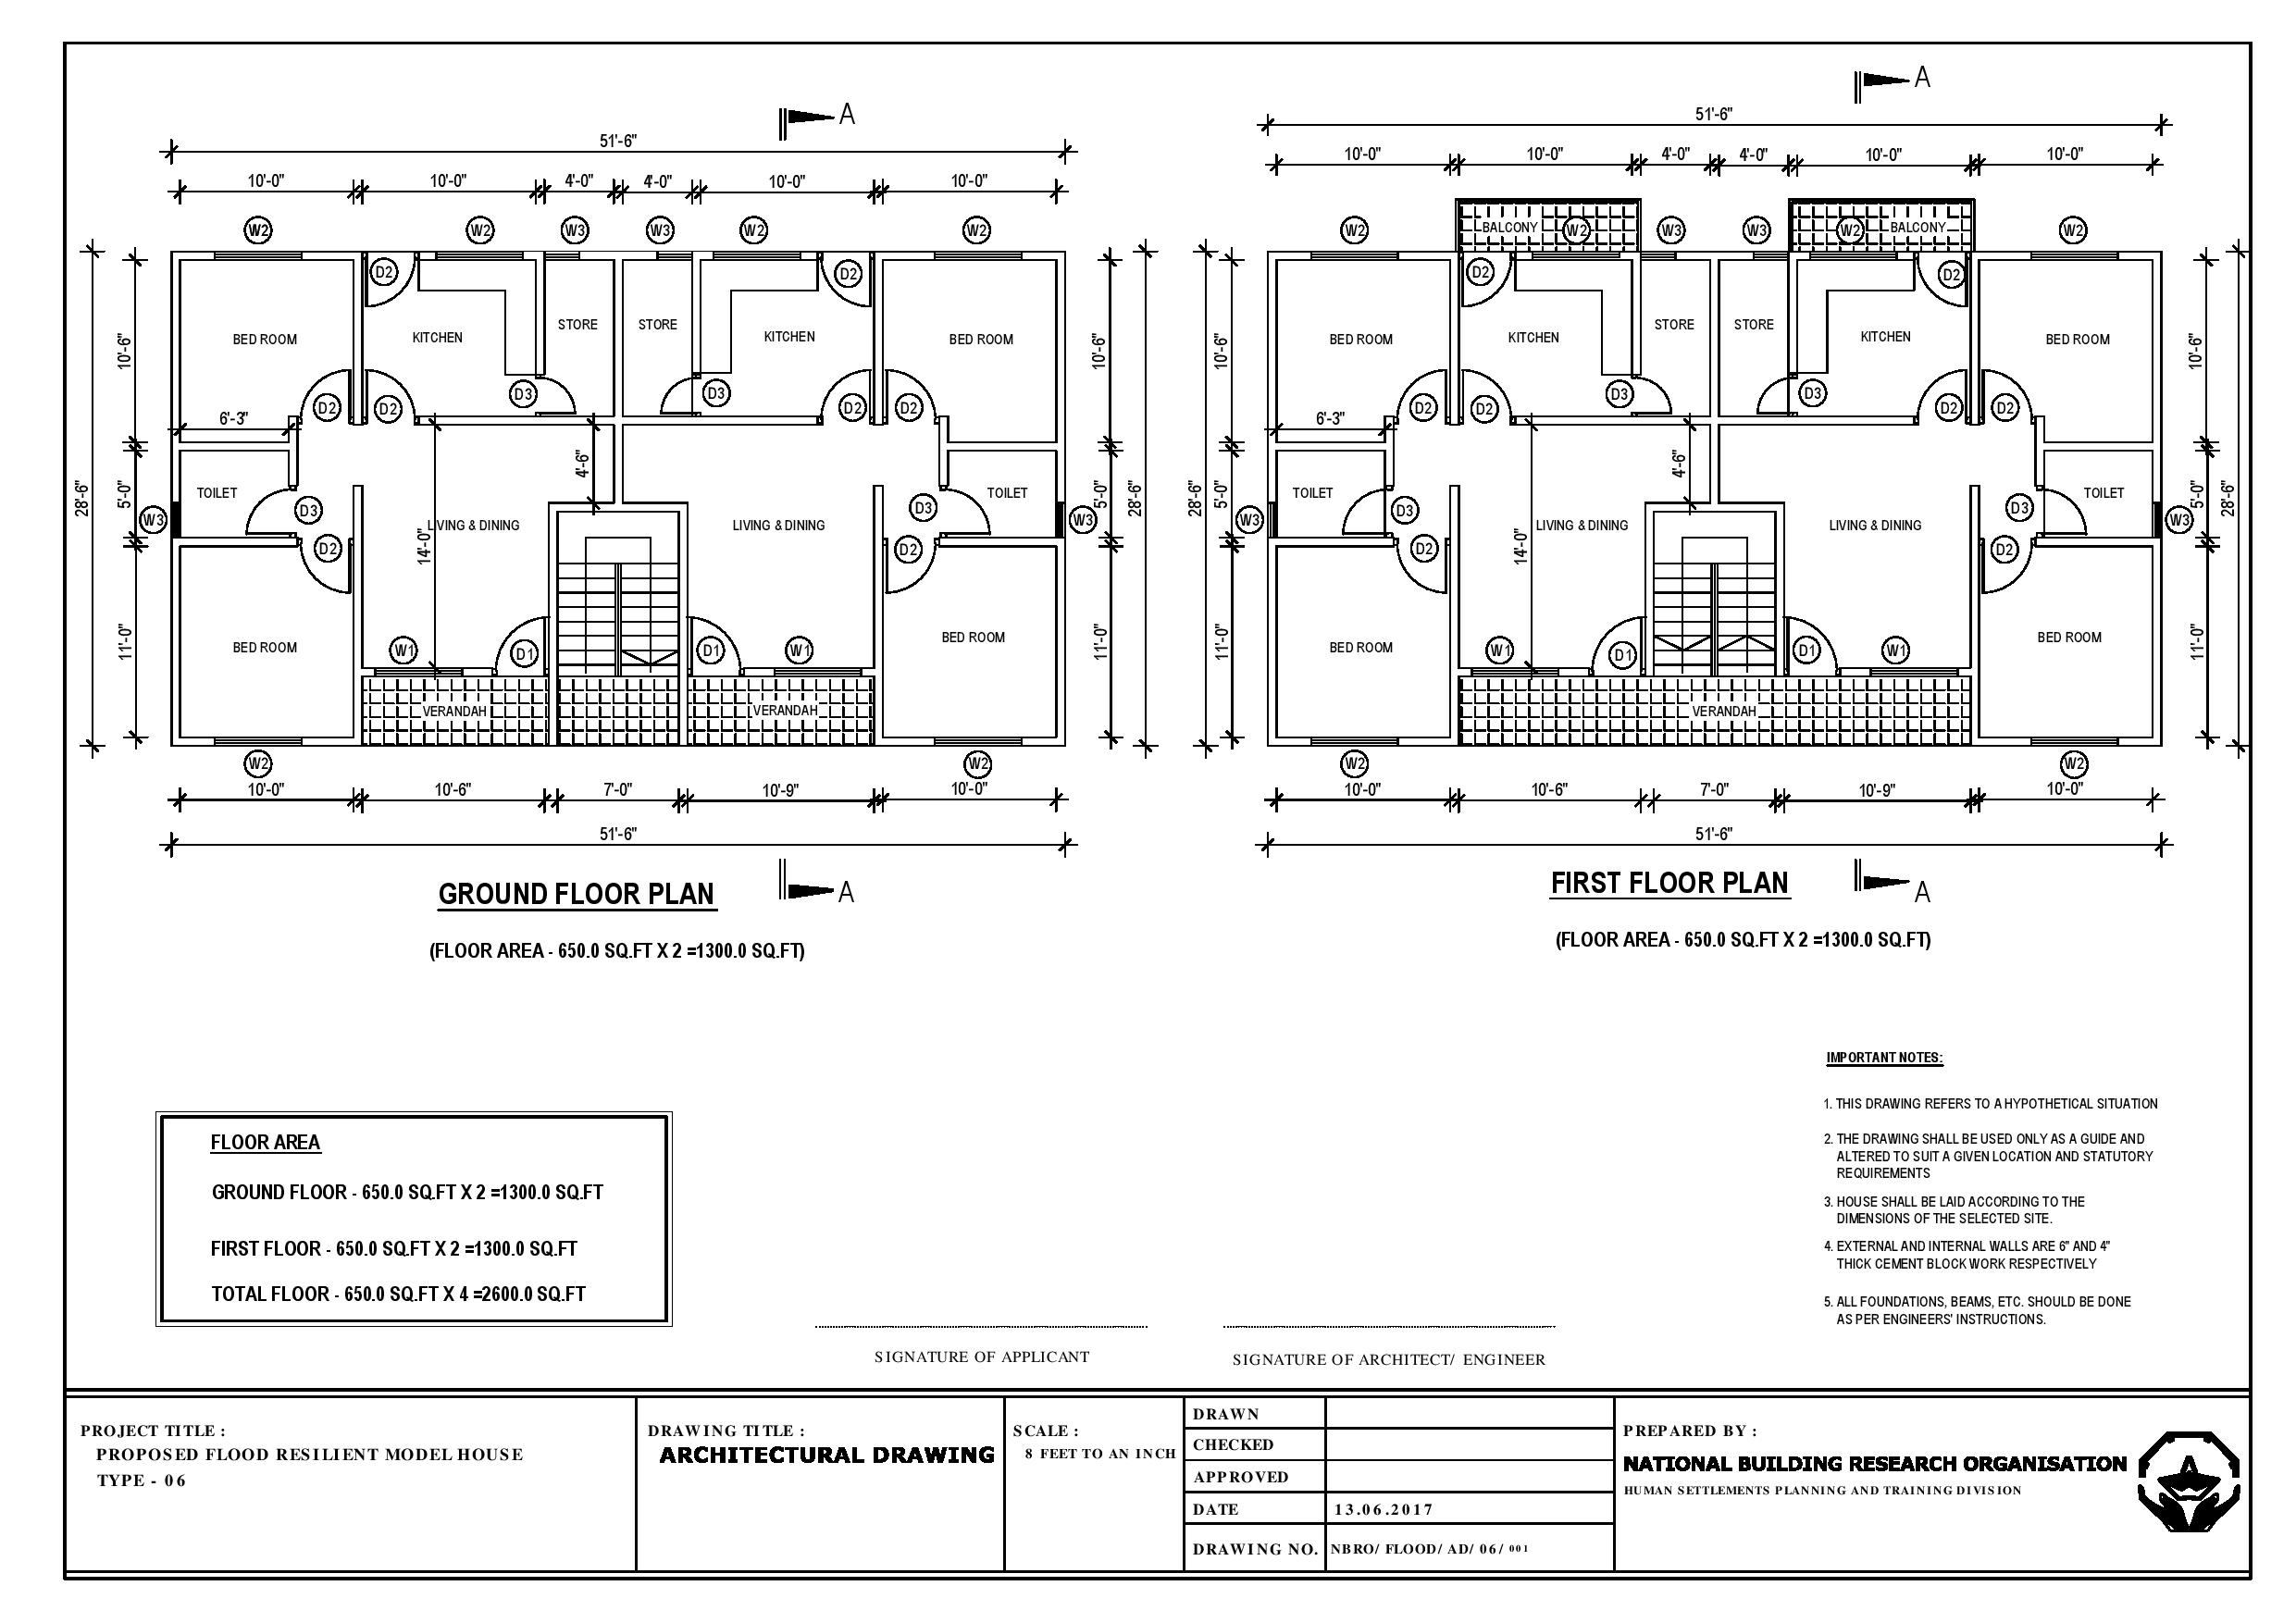 A
51'-6"
10'-0"
10'-0"
4'-0"
4'-0"
10'-0"
10'-0"
W2
W2
W3
W3
W2
W2
D2
D2
BED ROOM
KITCHEN
STORE
STORE
KITCHEN
BED ROOM
10'-6"
10'-6"
D2
D2
D3
D3
D2
D2
6'-3"
4'-6"
28'-6"
5'-0"
TOILET
TOILET
5'-0"
28'-6"
W3
D3
LIVING & DINING
LIVING & DINING
D3
W3
14'-0"
D2
D2
11'-0"
BED ROOM
BED ROOM
11'-0"
W1
D1
D1
W1
VERANDAH
VERANDAH
W2
W2
10'-0"
10'-6"
7'-0"
10'-9"
10'-0"
51'-6"
A
GROUND FLOOR PLAN
(FLOOR AREA - 650.0 SQ.FT X 2 =1300.0 SQ.FT)
A
51'-6"
10'-0"
10'-0"
4'-0"
4'-0"
10'-0"
10'-0"
W2
BALCONY
W2
W3
W3
W2
BALCONY
W2
D2
D2
BED ROOM
KITCHEN
STORE
STORE
KITCHEN
BED ROOM
10'-6"
10'-6"
D2
D2
D3
D3
D2
D2
6'-3"
4'-6"
28'-6"
5'-0"
TOILET
TOILET
5'-0"
28'-6"
W3
D3
LIVING & DINING
LIVING & DINING
D3
W3
14'-0"
D2
D2
11'-0"
BED ROOM
BED ROOM
11'-0"
W1
D1
D1
W1
VERANDAH
W2
W2
10'-0"
10'-6"
7'-0"
10'-9"
10'-0"
51'-6"
A
FIRST FLOOR PLAN
(FLOOR AREA - 650.0 SQ.FT X 2 =1300.0 SQ.FT)
FLOOR AREA
GROUND FLOOR - 650.0 SQ.FT X 2 =1300.0 SQ.FT
FIRST FLOOR - 650.0 SQ.FT X 2 =1300.0 SQ.FT
TOTAL FLOOR - 650.0 SQ.FT X 4 =2600.0 SQ.FT
IMPORTANT NOTES:
1. THIS DRAWING REFERS TO A HYPOTHETICAL SITUATION
2. THE DRAWING SHALL BE USED ONLY AS A GUIDE AND
ALTERED TO SUIT A GIVEN LOCATION AND STATUTORY
REQUIREMENTS
3. HOUSE SHALL BE LAID ACCORDING TO THE
DIMENSIONS OF THE SELECTED SITE.
4. EXTERNAL AND INTERNAL WALLS ARE 6" AND 4"
THICK CEMENT BLOCK WORK RESPECTIVELY
5. ALL FOUNDATIONS, BEAMS, ETC. SHOULD BE DONE
AS PER ENGINEERS' INSTRUCTIONS.
SIGNATURE OF APPLICANT
SIGNATURE OF ARCHITECT/ ENGINEER
PROJECT TITLE :
PROPOSED FLOOD RESILIENT MODEL HOUSE
TYPE - 06
DRAWING TITLE :
ARCHITECTURAL DRAWING
SCALE :
8 FEET TO AN INCH
DRAWN
CHECKED
APPROVED
DATE 13.06.2017
DRAWING NO. NBRO/ FLOOD/ AD/ 06/ 001
PREPARED BY :
NATIONAL BUILDING RESEARCH ORGANISATION
HUMAN SETTLEMENTS PLANNING AND TRAINING DIVISION